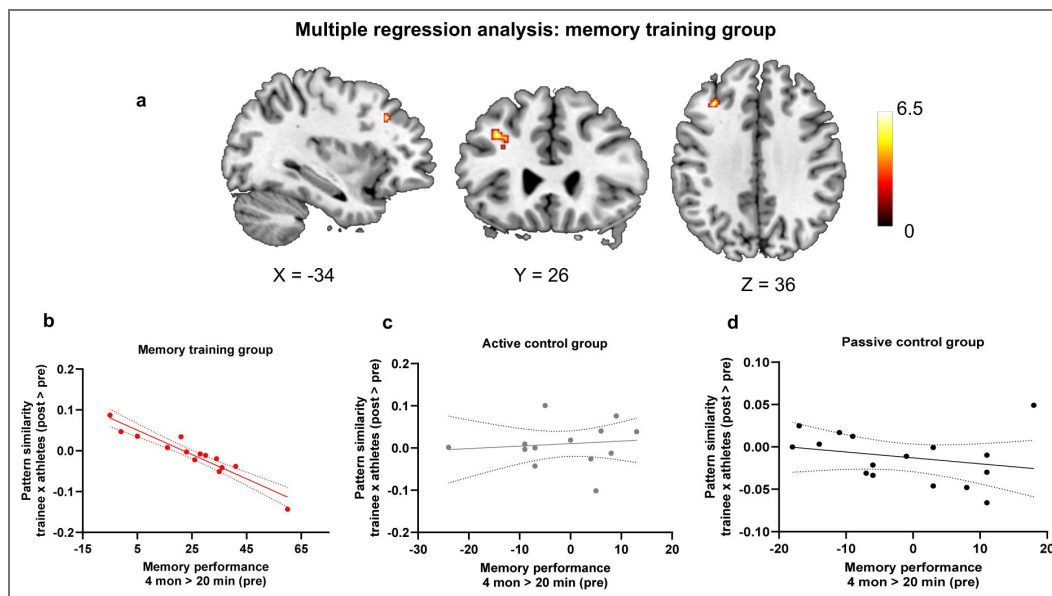 Multiple regression analysis: memory training group
a
6.5
0
X = -34
Y = 26
Z = 36
b
Memory training group
Pattern similarity
trainee x athletes (post > pre)
0.2
0.1
0.0
-0.1
-0.2
-15
5
25
45
65
Memory performance
4 mon > 20 min (pre)
c
Active control group
Pattern similarity
trainee x athletes (post > pre)
0.2
0.1
0.0
-0.1
-0.2
-30
-20
-10
0
10
20
Memory performance
4 mon > 20 min (pre)
d
Passive control group
Pattern similarity
trainee x athletes (post > pre)
0.10
0.05
0.00
-0.05
-0.10
-20
-10
0
10
20
Memory performance
4 mon > 20 min (pre)